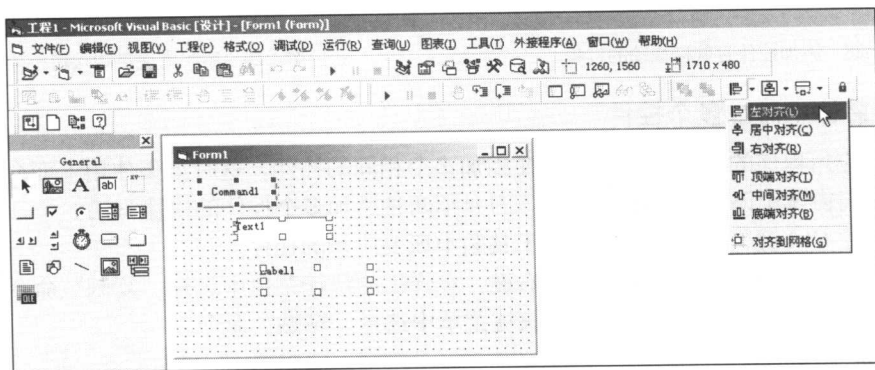 工程1 - Microsoft Visual Basic [设计] - [Form1 (Form)]
文件(F) 编辑(E) 视图(V) 工程(P) 格式(O) 调试(D) 运行(R) 查询(U) 图表(I) 工具(T) 外接程序(A) 窗口(W) 帮助(H)
1260, 1560 1710 x 480
General
A ab| xy
OLE
Form1
Command1
Text1
Label1
左对齐(L)
居中对齐(C)
右对齐(R)
顶端对齐(T)
中间对齐(M)
底端对齐(B)
对齐到网格(G)